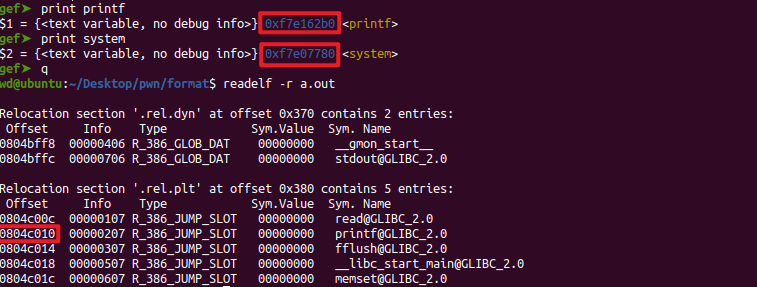 gef➤ print printf
$1 = {<text variable, no debug info>} 0xf7e162b0 <printf>
gef➤ print system
$2 = {<text variable, no debug info>} 0xf7e07780 <system>
gef➤ q
wd@ubuntu:~/Desktop/pwn/format$ readelf -r a.out
Relocation section '.rel.dyn' at offset 0x370 contains 2 entries:
Offset Info Type Sym.Value Sym. Name
0804bff8 00000406 R_386_GLOB_DAT 00000000 __gmon_start__
0804bffc 00000706 R_386_GLOB_DAT 00000000 stdout@GLIBC_2.0
Relocation section '.rel.plt' at offset 0x380 contains 5 entries:
Offset Info Type Sym.Value Sym. Name
0804c00c 00000107 R_386_JUMP_SLOT 00000000 read@GLIBC_2.0
0804c010 00000207 R_386_JUMP_SLOT 00000000 printf@GLIBC_2.0
0804c014 00000307 R_386_JUMP_SLOT 00000000 fflush@GLIBC_2.0
0804c018 00000507 R_386_JUMP_SLOT 00000000 __libc_start_main@GLIBC_2.0
0804c01c 00000607 R_386_JUMP_SLOT 00000000 memset@GLIBC_2.0